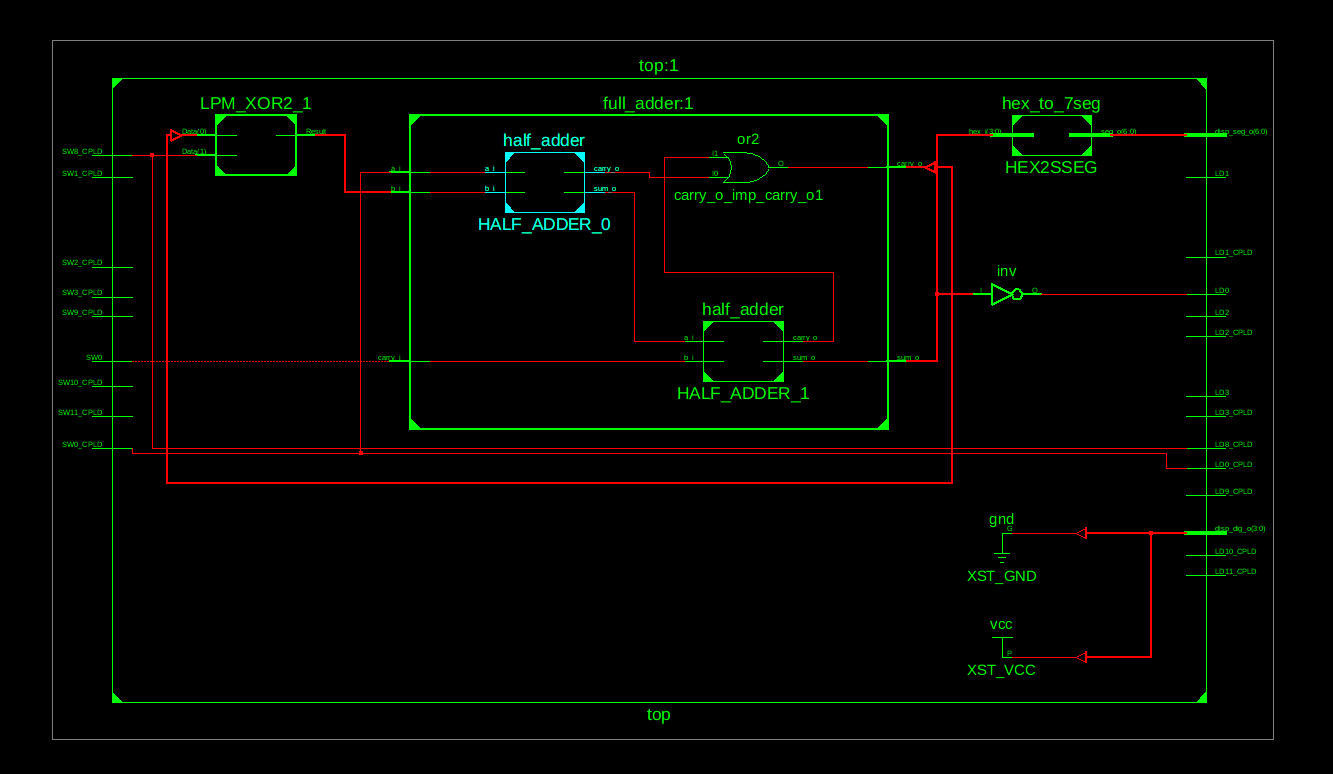 top:1
LPM_XOR2_1
full_adder:1
hex_to_7seg
Data(0)
Result
Data(1)
SW8_CPLD
SW1_CPLD
half_adder
a_i
carry_o
b_i
sum_o
HALF_ADDER_0
a_i
b_i
or2
I1
I0
O
carry_o_imp_carry_o1
carry_o
hex_i(3:0)
seg_o(6:0)
HEX2SSEG
disp_seg_o(6:0)
LD1
SW2_CPLD
SW3_CPLD
SW9_CPLD
SW0
SW10_CPLD
SW11_CPLD
SW0_CPLD
carry_i
half_adder
a_i
carry_o
b_i
sum_o
HALF_ADDER_1
sum_o
inv
I
O
LD1_CPLD
LD0
LD2
LD2_CPLD
LD3
LD3_CPLD
LD8_CPLD
LD0_CPLD
LD9_CPLD
disp_dig_o(3:0)
LD10_CPLD
LD11_CPLD
gnd
G
XST_GND
vcc
P
XST_VCC
top